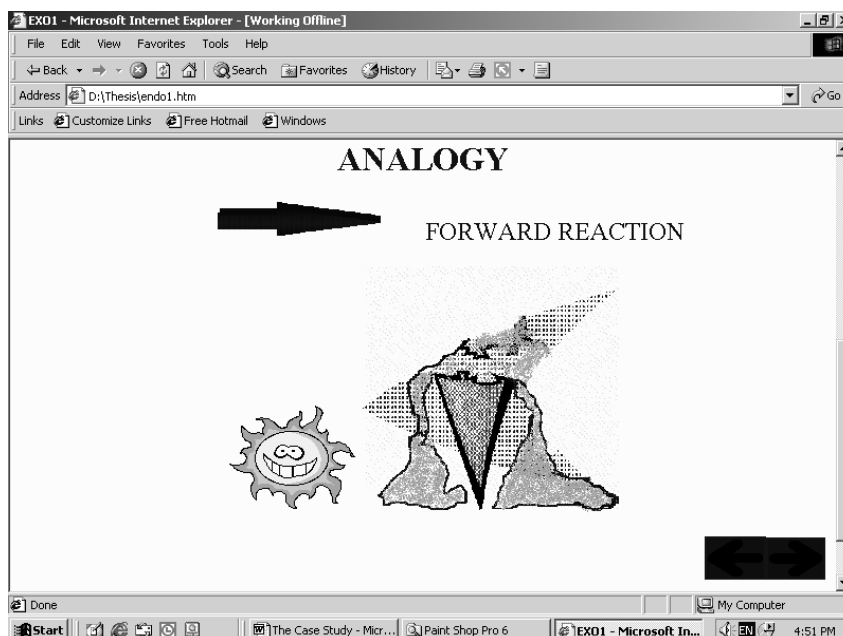 EXO1 - Microsoft Internet Explorer - [Working Offline]
File Edit View Favorites Tools Help
Back Search Favorites History
Address D:\Thesis\endo1.htm Go
Links Customize Links Free Hotmail Windows
ANALOGY
FORWARD REACTION
Done My Computer
Start The Case Study - Micr... Paint Shop Pro 6 EXO1 - Microsoft In... EN 4:51 PM